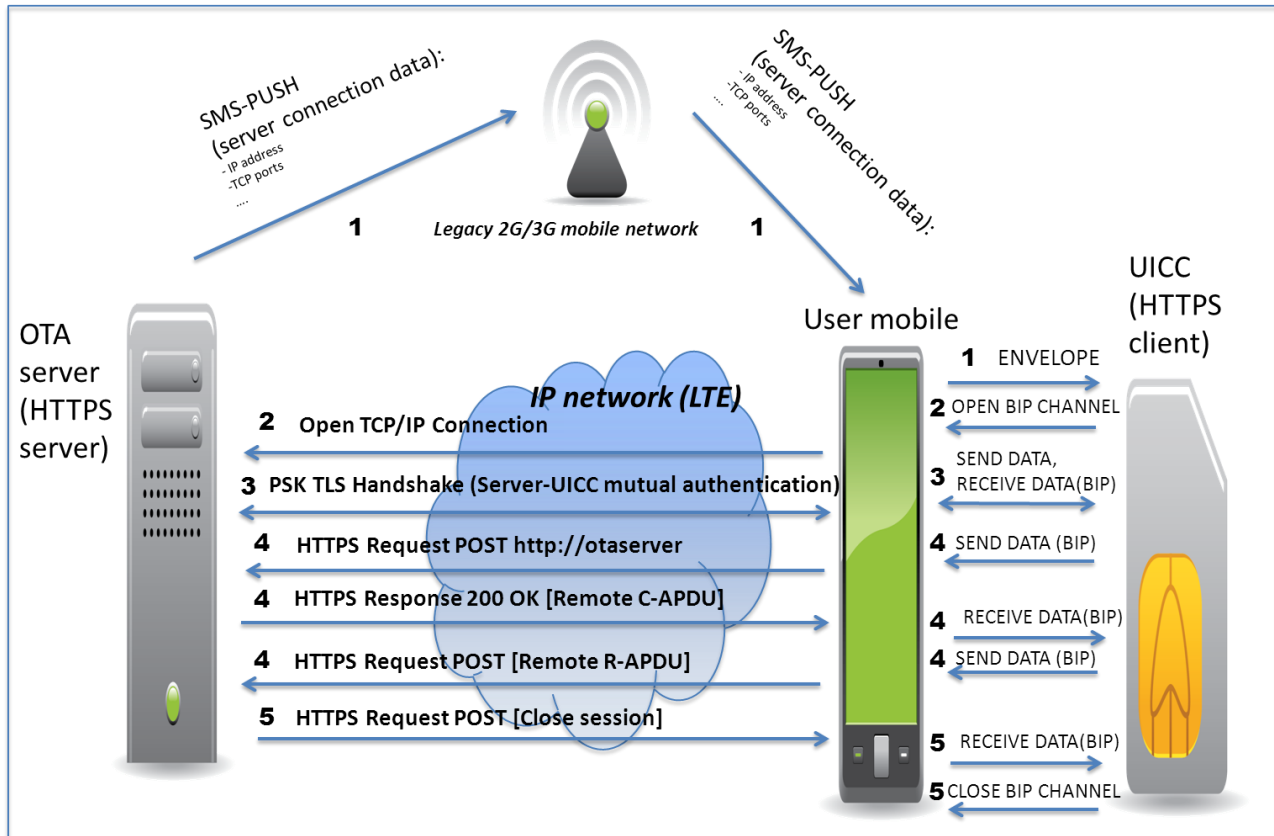 SMS-PUSH
(server connection data):
- IP address
-TCP ports
....
SMS-PUSH
(server connection data):
- IP address
-TCP ports
....
1
Legacy 2G/3G mobile network
1
OTA
server
(HTTPS
server)
User mobile
UICC
(HTTPS
client)
IP network (LTE)
1 ENVELOPE
2 Open TCP/IP Connection
2 OPEN BIP CHANNEL
3 PSK TLS Handshake (Server-UICC mutual authentication)
3 SEND DATA,
RECEIVE DATA(BIP)
4 HTTPS Request POST http://otaserver
4 SEND DATA (BIP)
4 HTTPS Response 200 OK [Remote C-APDU]
4 RECEIVE DATA(BIP)
4 HTTPS Request POST [Remote R-APDU]
4 SEND DATA (BIP)
5 HTTPS Request POST [Close session]
5 RECEIVE DATA(BIP)
5 CLOSE BIP CHANNEL